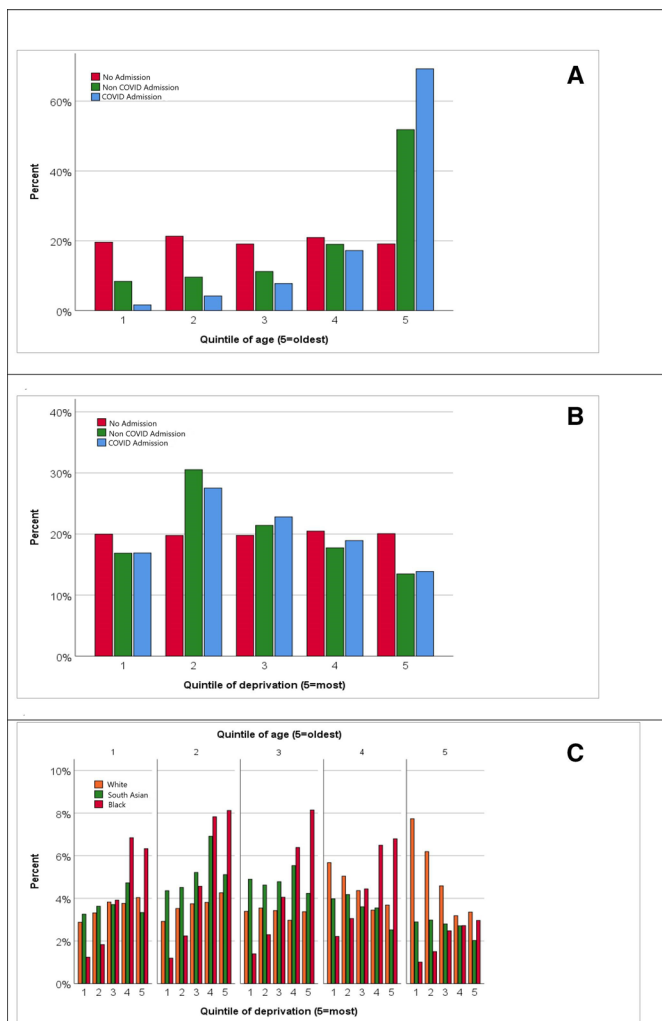 A
No Admission
Non COVID Admission
COVID Admission
60%
40%
20%
0%
Percent
1 2 3 4 5
Quintile of age (5=oldest)
B
No Admission
Non COVID Admission
COVID Admission
40%
30%
20%
10%
0%
Percent
1 2 3 4 5
Quintile of deprivation (5=most)
Quintile of age (5=oldest)
C
1 2 3 4 5
White
South Asian
Black
10%
8%
6%
4%
2%
0%
Percent
1 2 3 4 5 1 2 3 4 5 1 2 3 4 5 1 2 3 4 5 1 2 3 4 5
Quintile of deprivation (5=most)